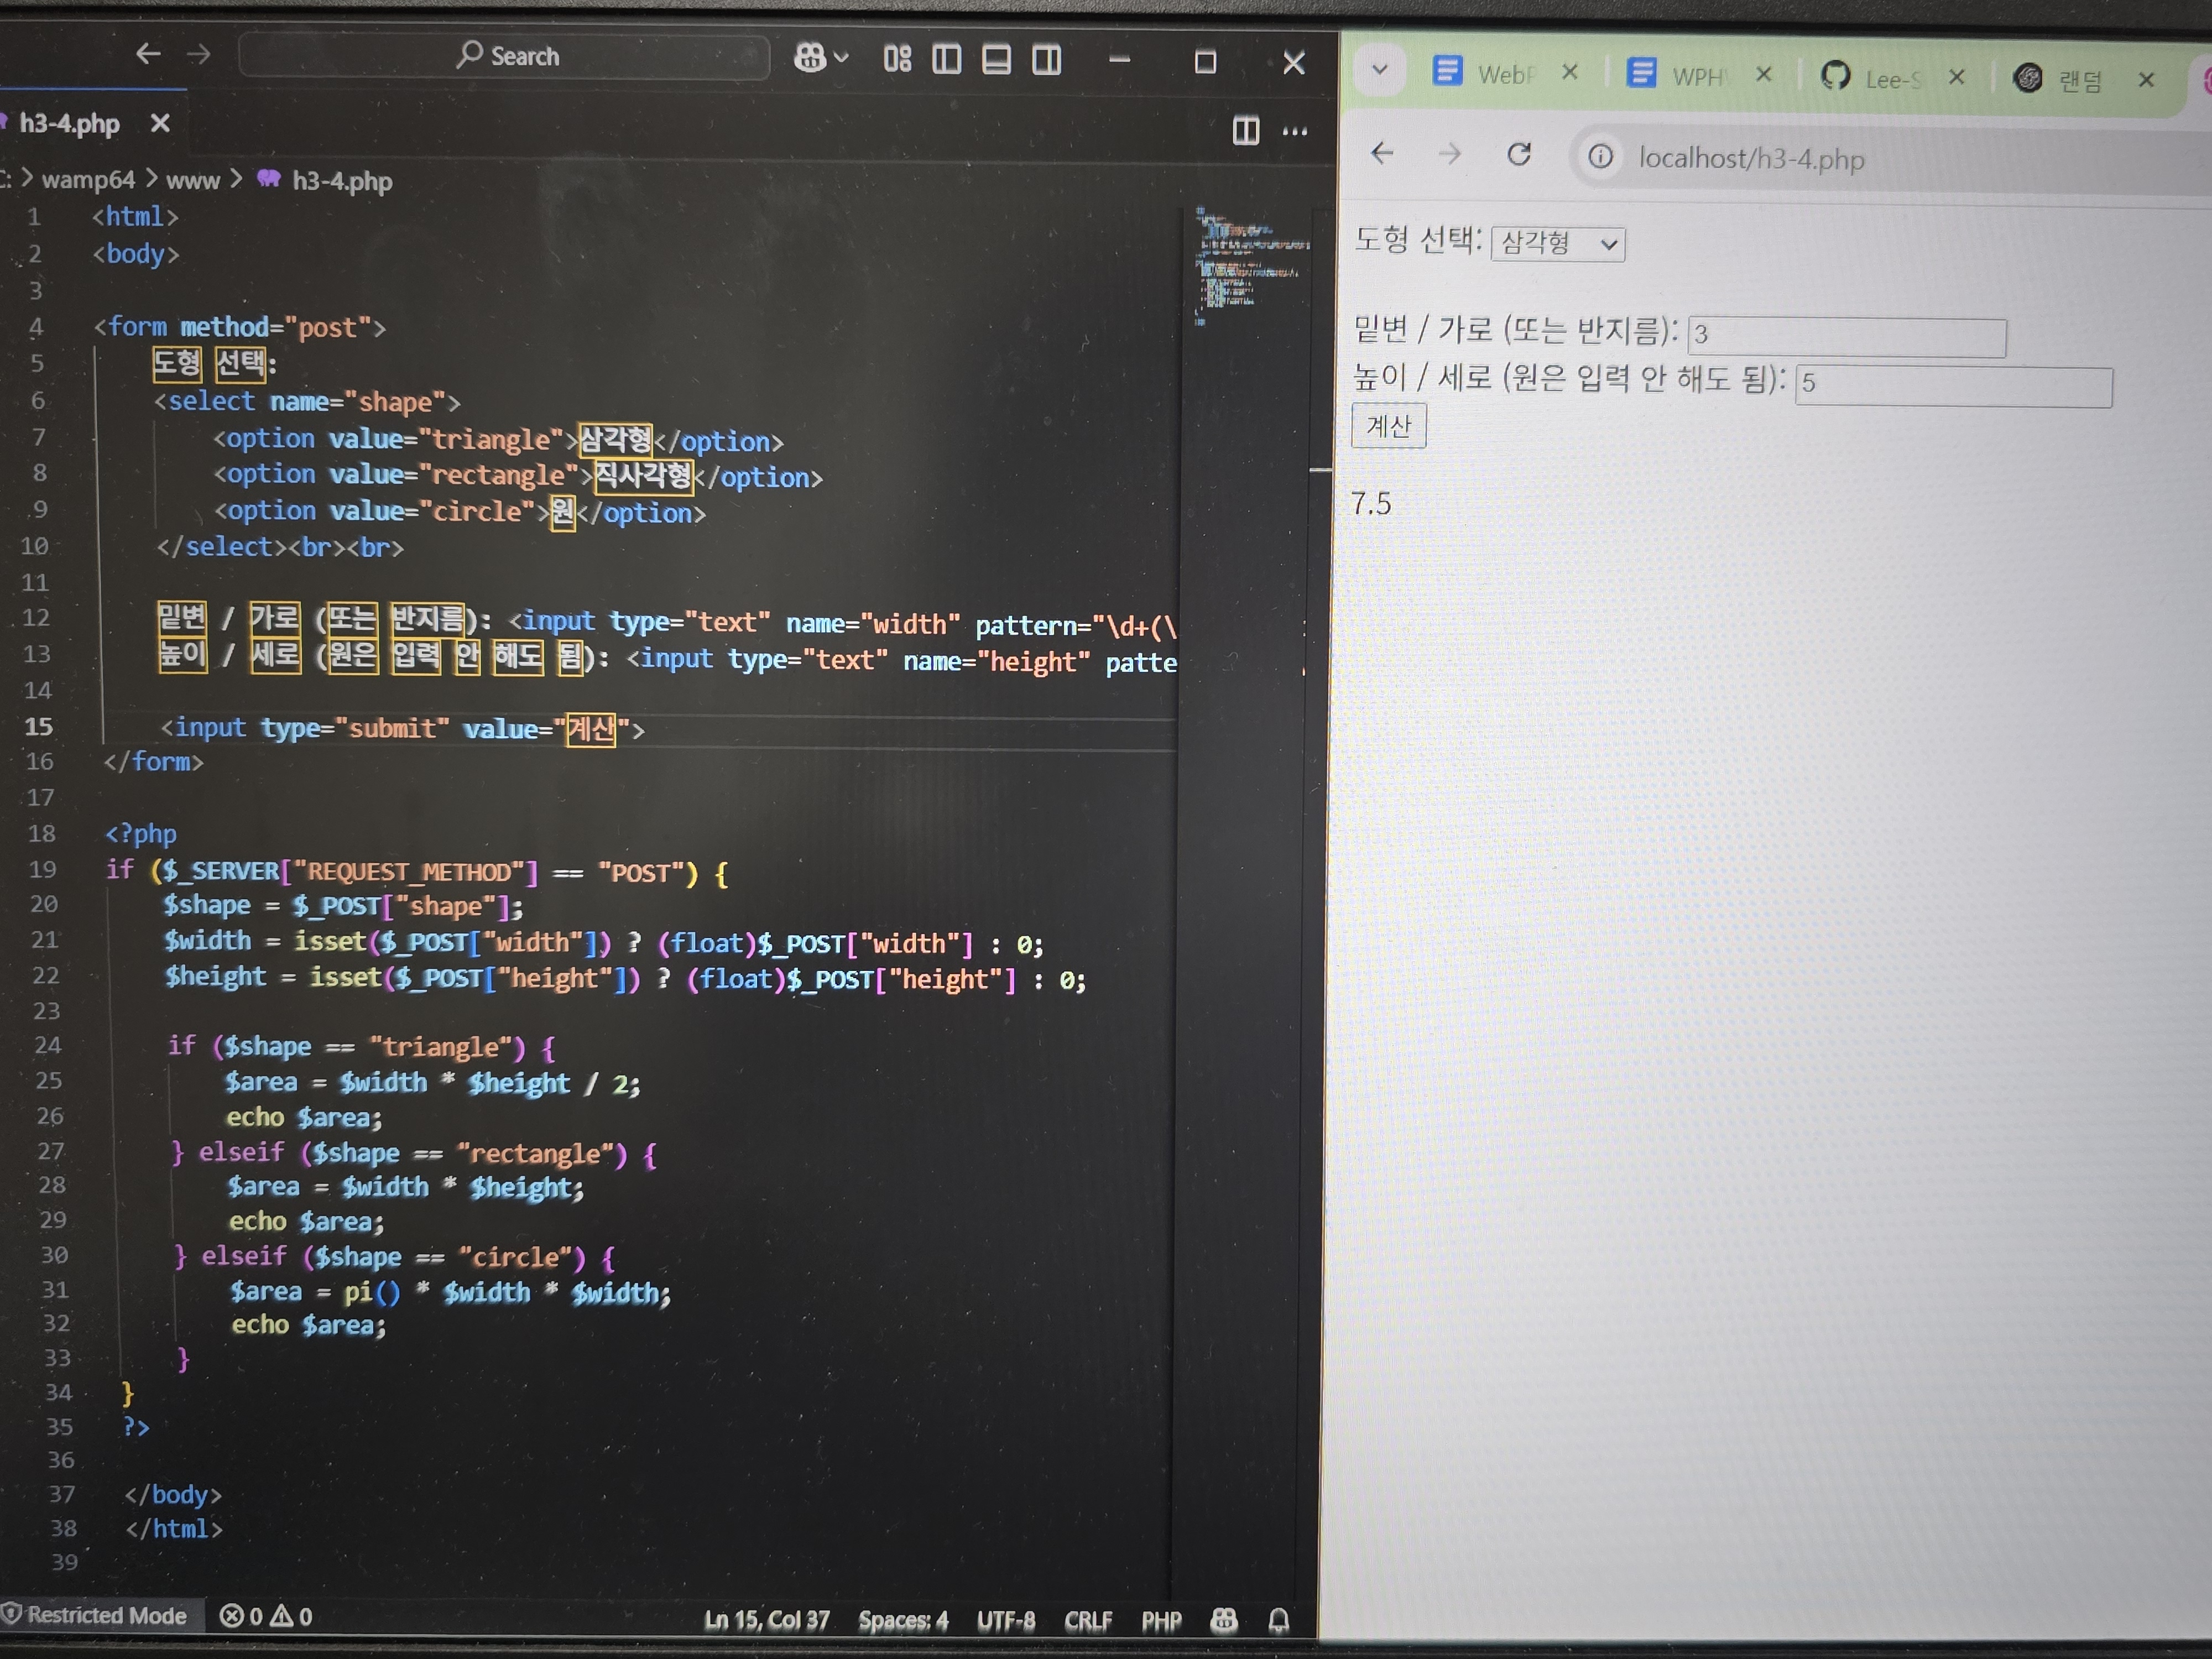 Search
h3-4.php
wamp64 > www > h3-4.php
1 <html>
2 <body>
3
4 <form method="post">
5 도형 선택:
6 <select name="shape">
7 <option value="triangle">삼각형</option>
8 <option value="rectangle">직사각형</option>
9 <option value="circle">원</option>
10 </select><br><br>
11
12 밑변 / 가로 (또는 반지름): <input type="text" name="width" pattern="\d+(\
13 높이 / 세로 (원은 입력 안 해도 됨): <input type="text" name="height" patte
14
15 <input type="submit" value="계산">
16 </form>
17
18 <?php
19 if ($_SERVER["REQUEST_METHOD"] == "POST") {
20 $shape = $_POST["shape"];
21 $width = isset($_POST["width"]) ? (float)$_POST["width"] : 0;
22 $height = isset($_POST["height"]) ? (float)$_POST["height"] : 0;
23
24 if ($shape == "triangle") {
25 $area = $width * $height / 2;
26 echo $area;
27 } elseif ($shape == "rectangle") {
28 $area = $width * $height;
29 echo $area;
30 } elseif ($shape == "circle") {
31 $area = pi() * $width * $width;
32 echo $area;
33 }
34 }
35 ?>
36
37 </body>
38 </html>
39
Restricted Mode 0 0 Ln 15, Col 37 Spaces: 4 UTF-8 CRLF PHP
WebP WPH Lee-S 랜덤
localhost/h3-4.php
도형 선택: 삼각형
밑변 / 가로 (또는 반지름): 3
높이 / 세로 (원은 입력 안 해도 됨): 5
계산
7.5